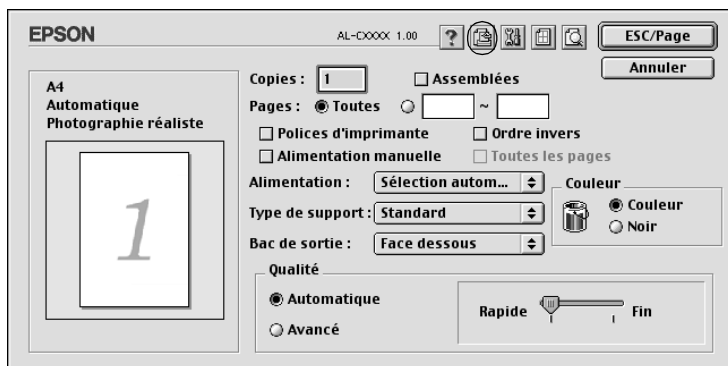 EPSON
AL-CXXXX 1.00
?
ESC/Page
Annuler
A4
Automatique
Photographie réaliste
1
Copies : 1
Assemblées
Pages : Toutes ~
Polices d'imprimante
Ordre invers
Alimentation manuelle
Toutes les pages
Alimentation : Sélection autom...
Type de support : Standard
Bac de sortie : Face dessous
Couleur
Couleur
Noir
Qualité
Automatique
Avancé
Rapide Fin